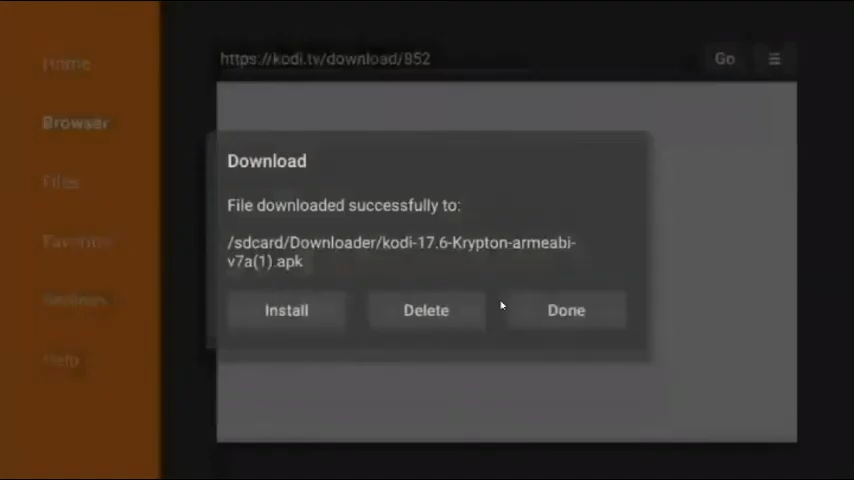 Home
https://kodi.tv/download/852
Go
Browser
Download
Files
File downloaded successfully to:
Favorites
/sdcard/Downloader/kodi-17.6-Krypton-armeabi-
v7a(1).apk
Settings
Install
Delete
Done
Help